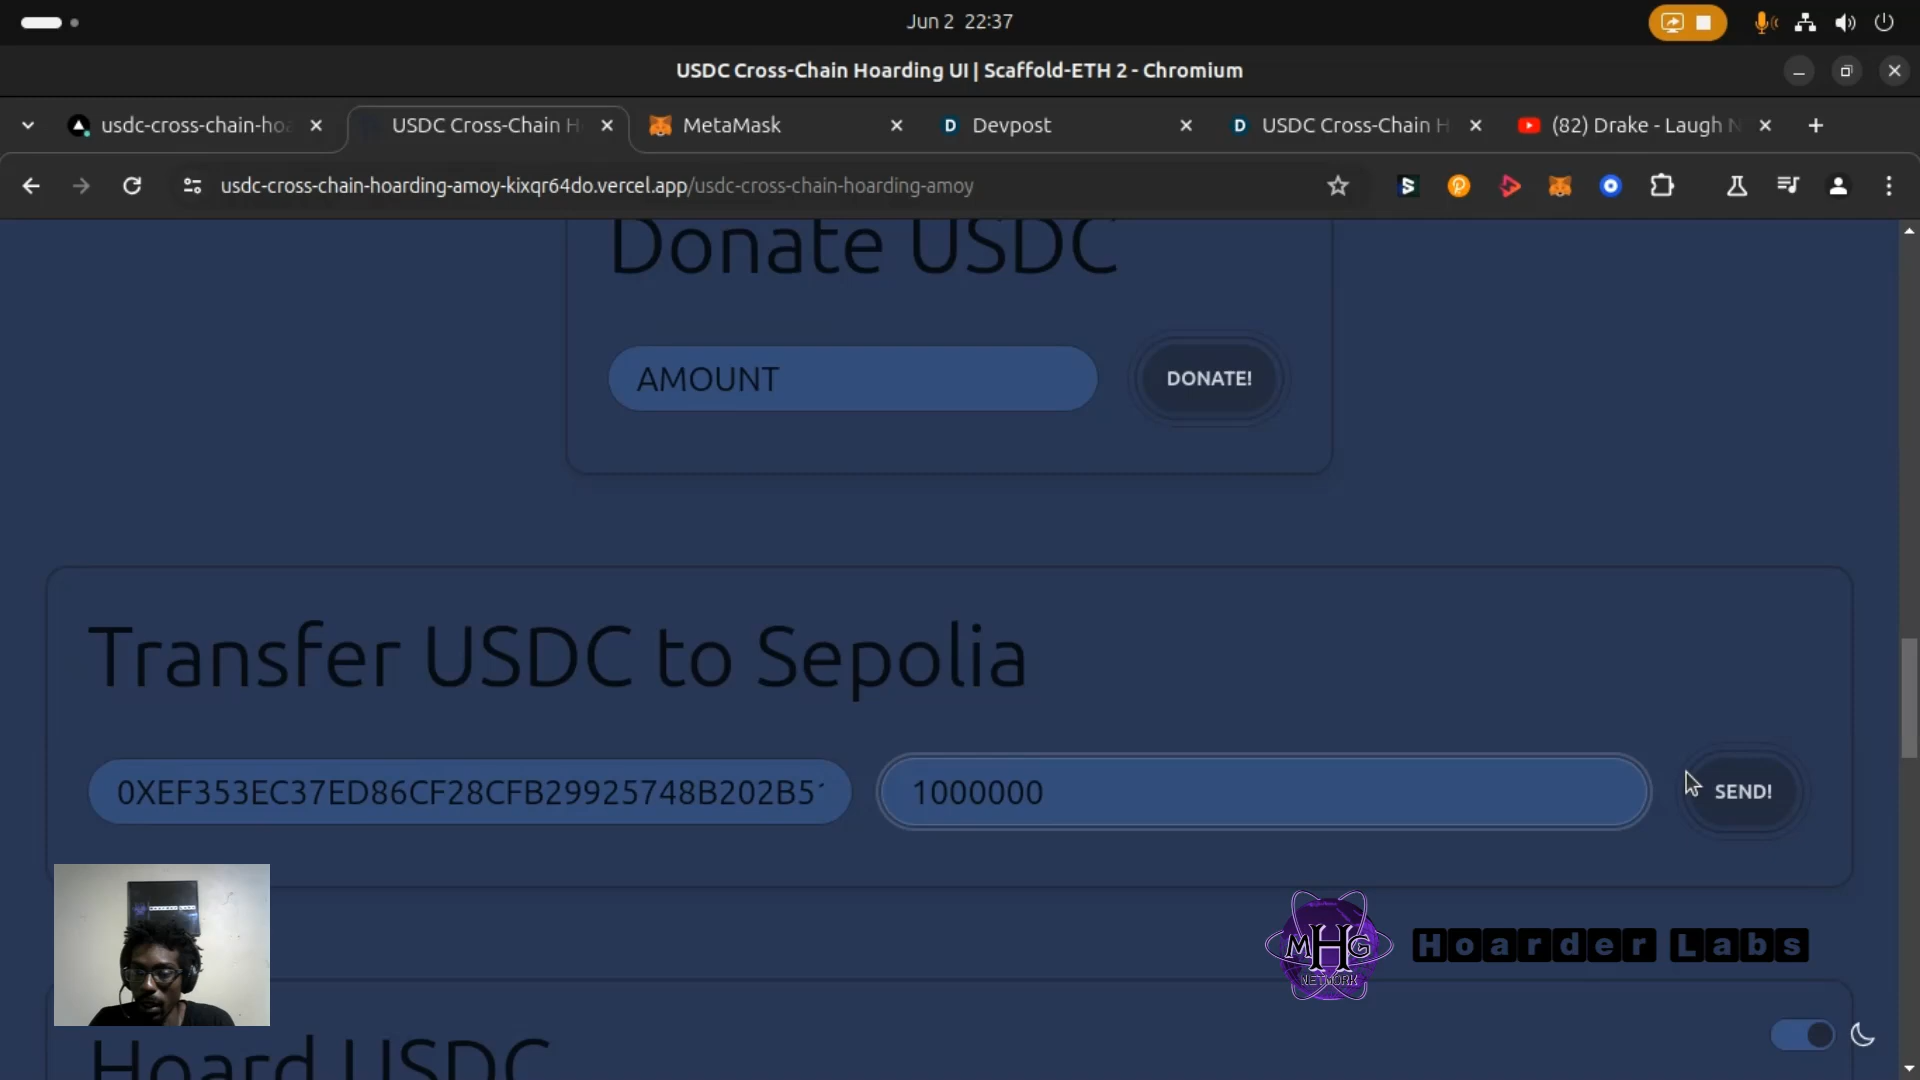 Jun 2 22:37
USDC Cross-Chain Hoarding UI | Scaffold-ETH 2 - Chromium
usdc-cross-chain-hoa
USDC Cross-Chain H
MetaMask
Devpost
USDC Cross-Chain H
(82) Drake - Laugh N
usdc-cross-chain-hoarding-amoy-kixqr64do.vercel.app/usdc-cross-chain-hoarding-amoy
Donate USDC
AMOUNT
DONATE!
Transfer USDC to Sepolia
0XEF353EC37ED86CF28CFB29925748B202B5
1000000
SEND!
MHG
NETWORK
Hoarder Labs
Hoard USDC